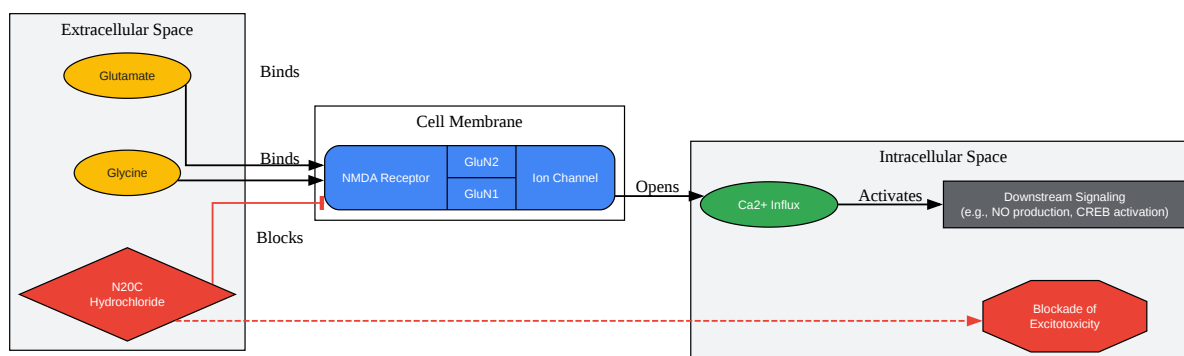 Extracellular Space
Glutamate
Binds
Cell Membrane
Glycine
Binds
NMDA Receptor
GluN2
GluN1
Ion Channel
Opens
Intracellular Space
Ca2+ Influx
Activates
Downstream Signaling
(e.g., NO production, CREB activation)
Blocks
N20C
Hydrochloride
Blockade of
Excitotoxicity